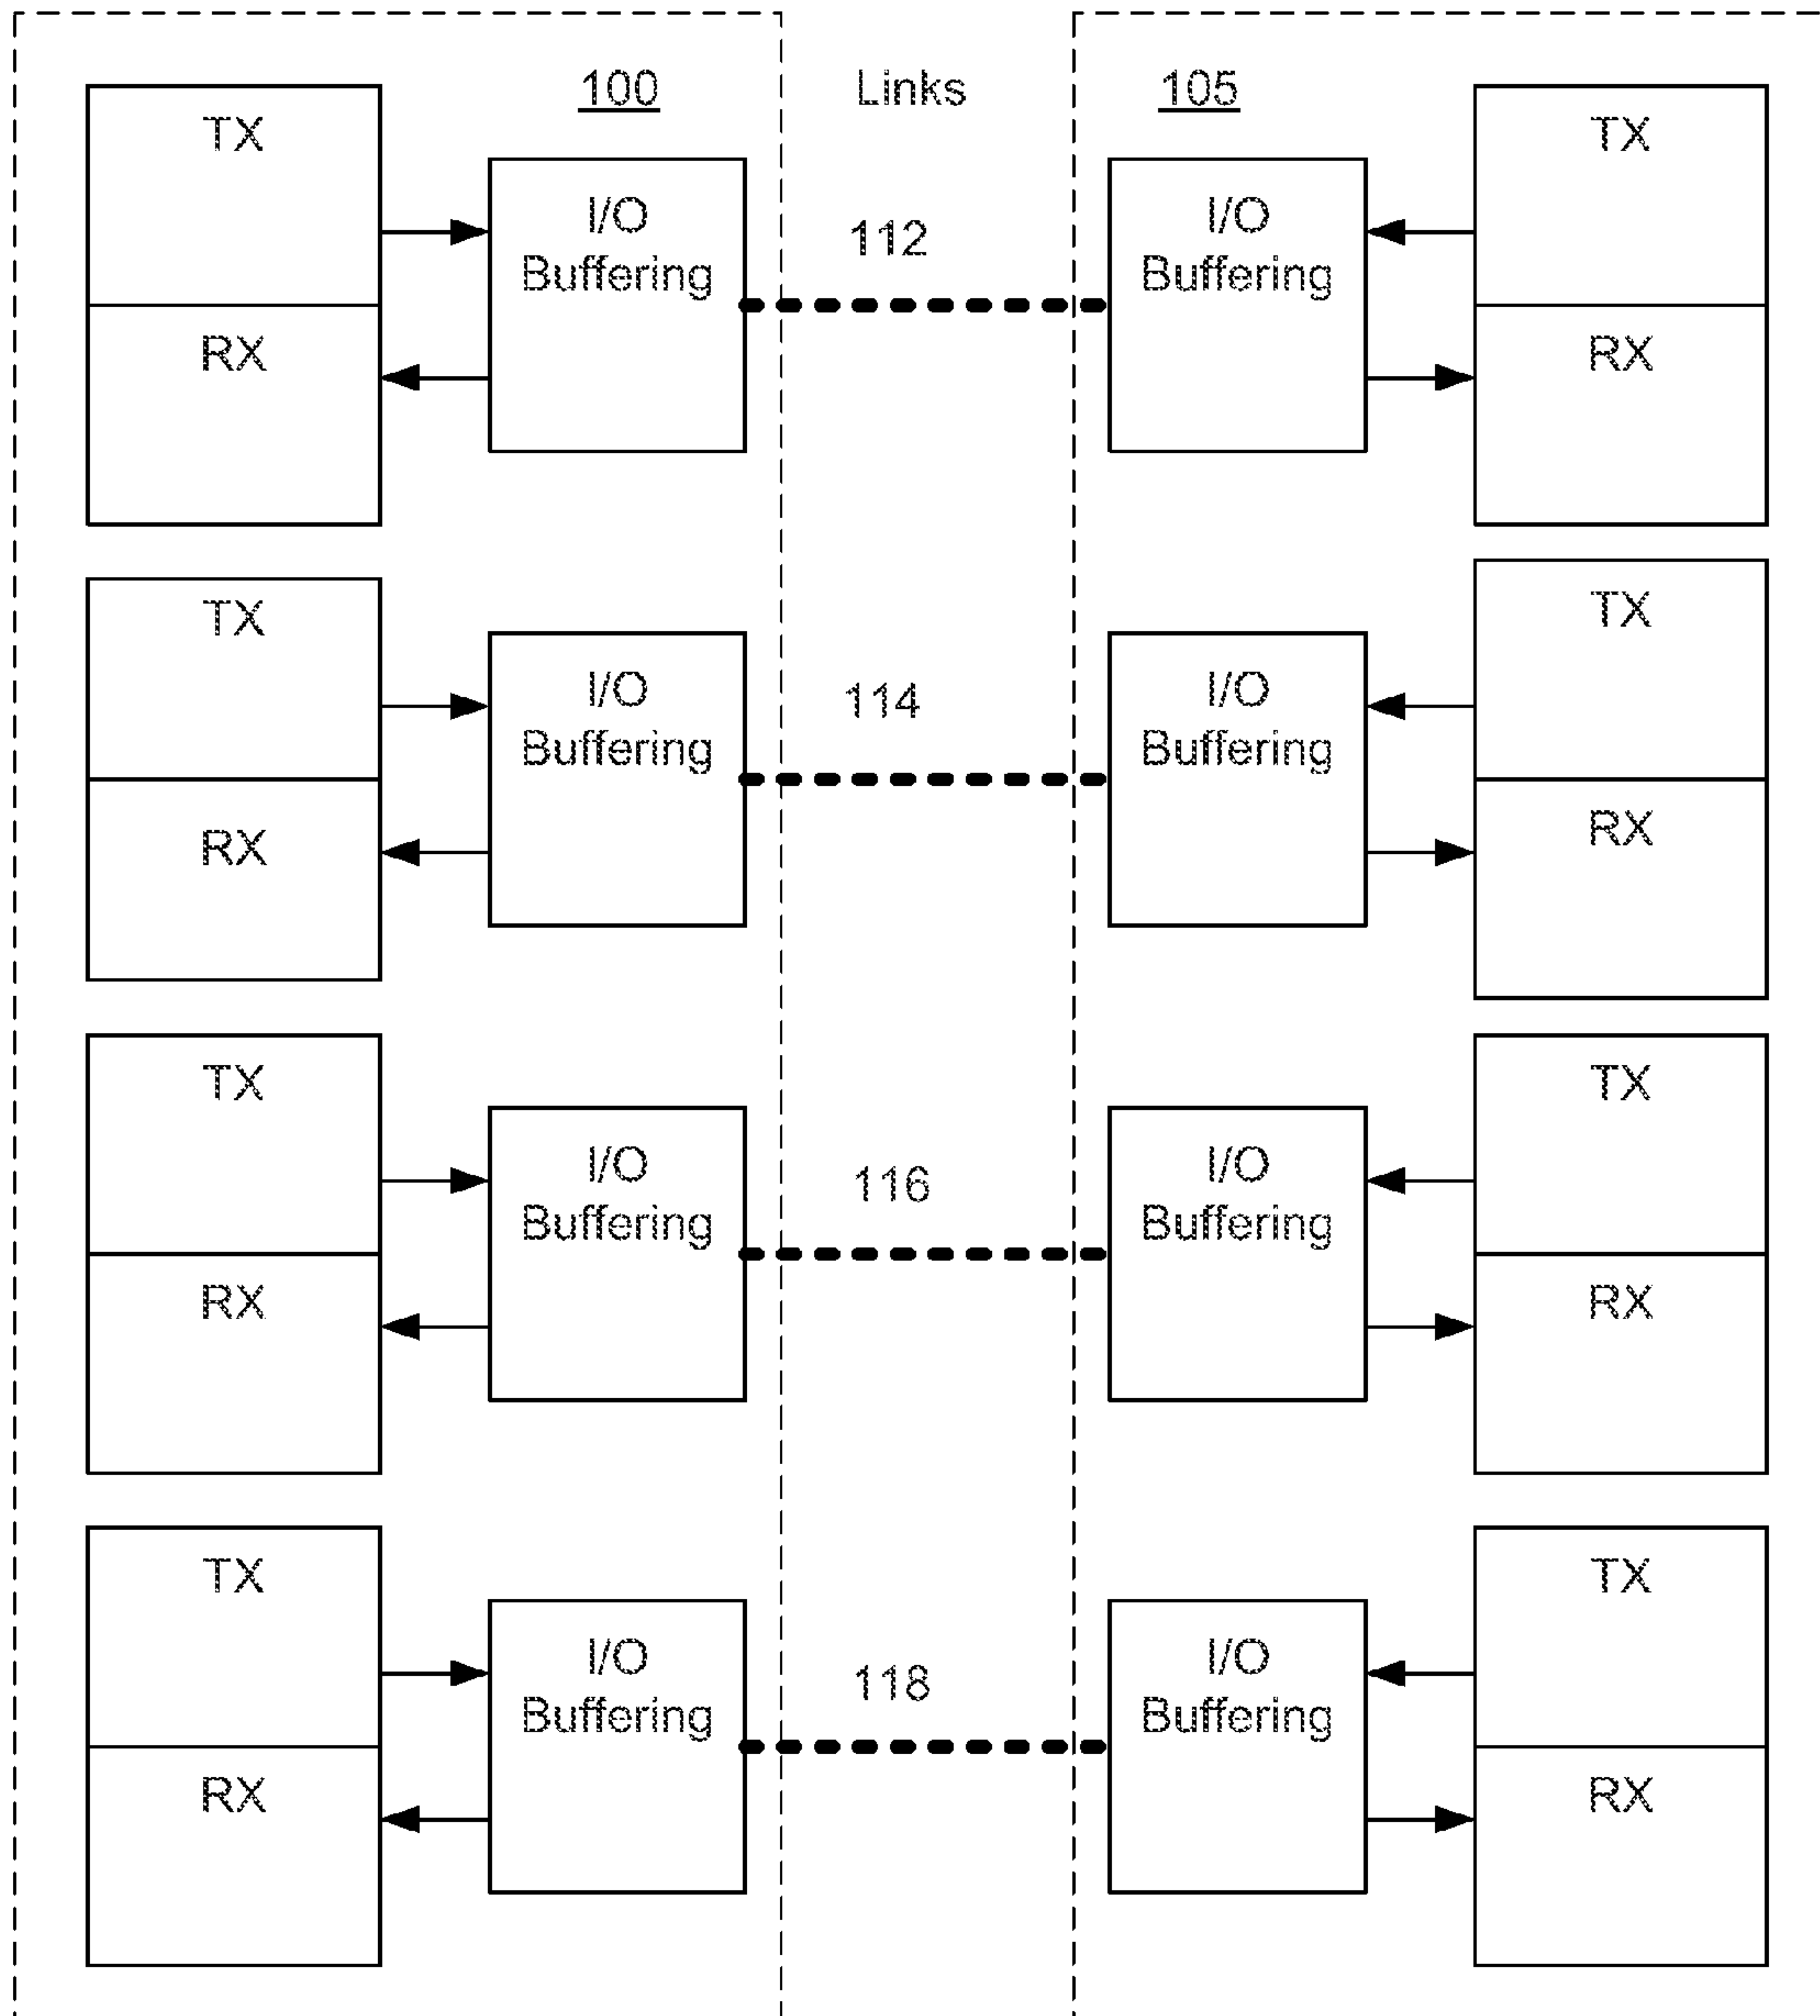 100
Links
105
TX
I/O
Buffering
RX
112
I/O
Buffering
TX
RX
TX
I/O
Buffering
RX
114
I/O
Buffering
TX
RX
TX
I/O
Buffering
RX
116
I/O
Buffering
TX
RX
TX
I/O
Buffering
RX
118
I/O
Buffering
TX
RX